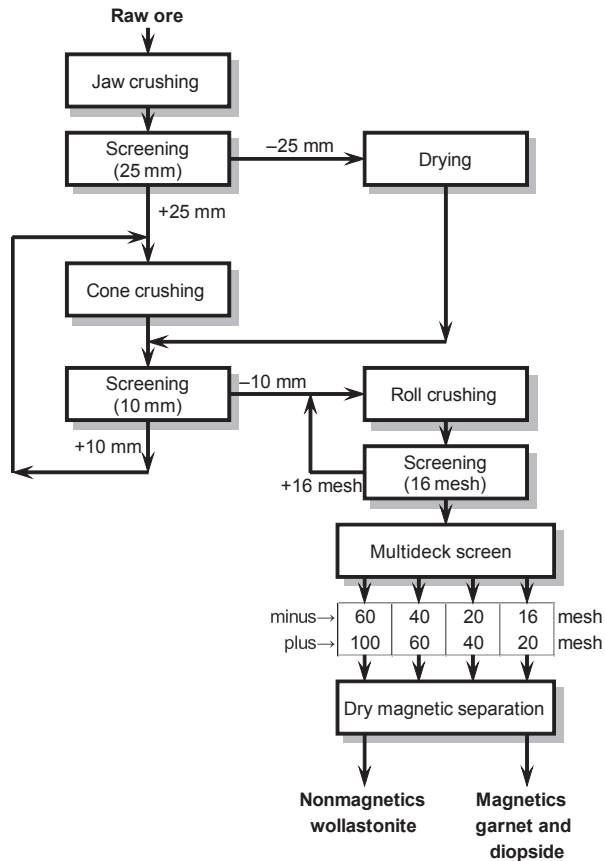 Raw ore
Jaw crushing
Screening
(25 mm)
–25 mm
Drying
+25 mm
Cone crushing
Screening
(10 mm)
–10 mm
Roll crushing
+10 mm
+16 mesh
Screening
(16 mesh)
Multideck screen
minus→ 60 40 20 16 mesh
plus→ 100 60 40 20 mesh
Dry magnetic separation
Nonmagnetics
wollastonite
Magnetics
garnet and
diopside